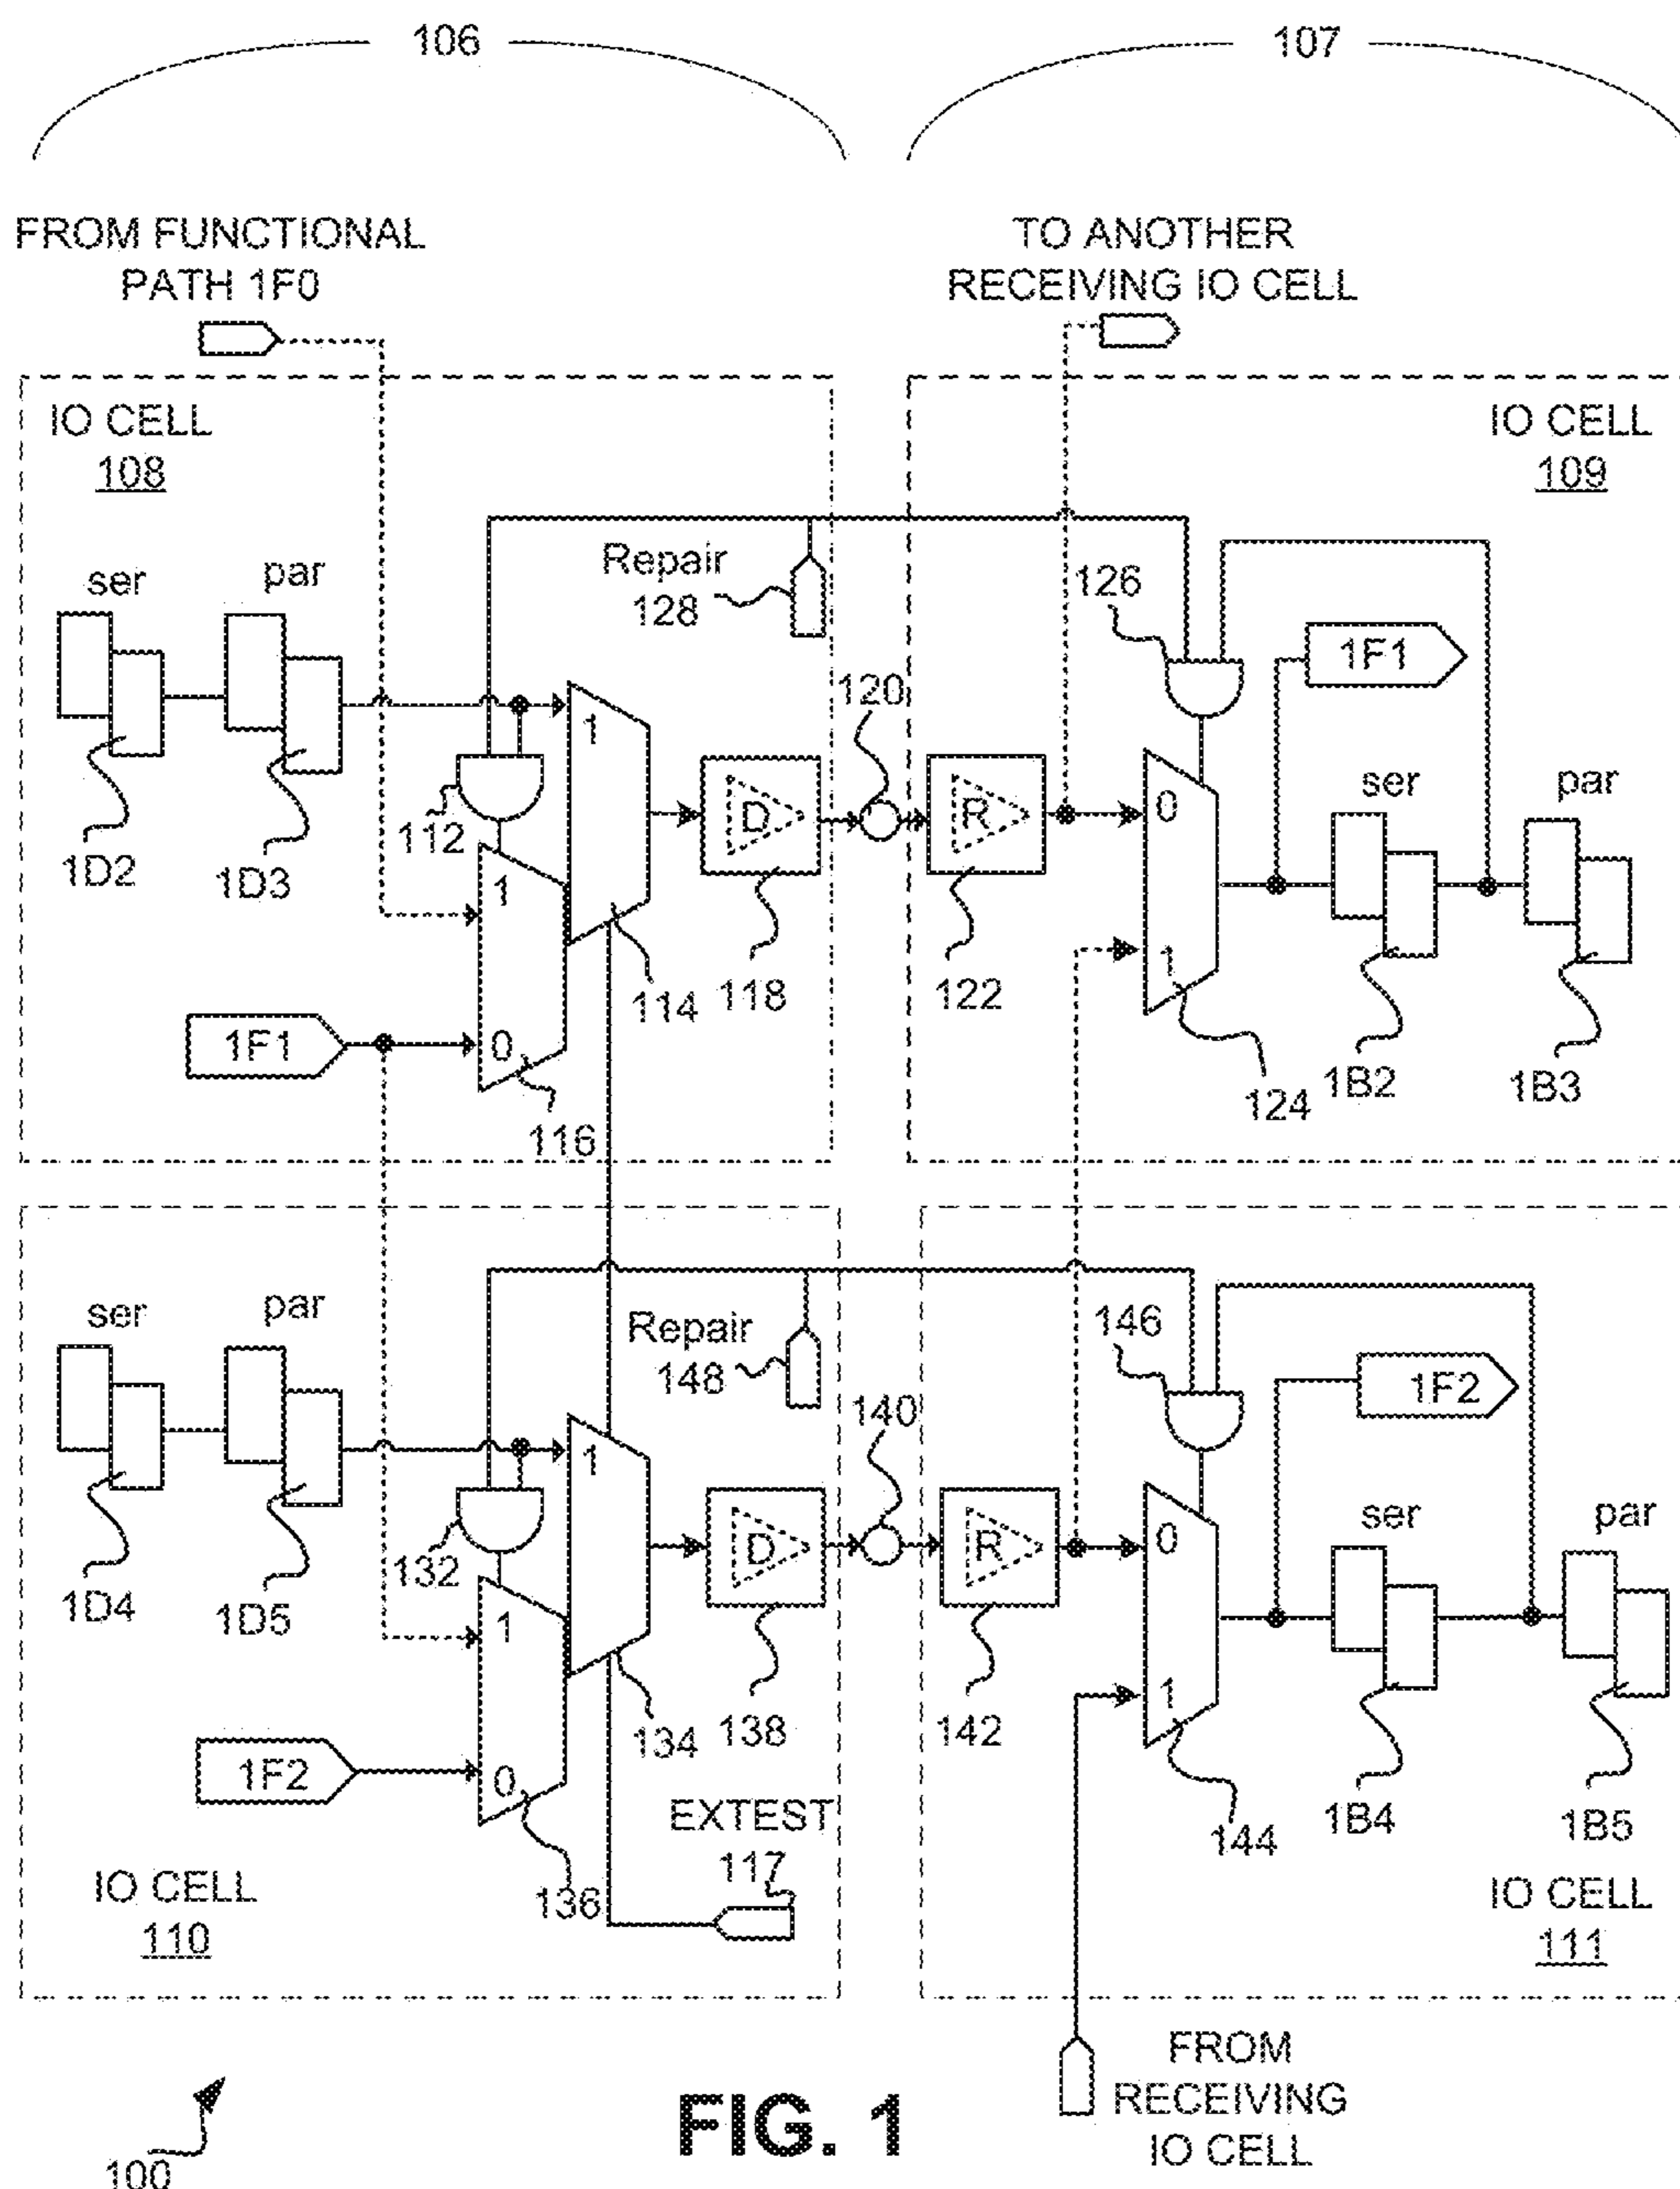 106
107
FROM FUNCTIONAL
PATH 1F0
TO ANOTHER
RECEIVING IO CELL
IO CELL
108
IO CELL
109
ser
par
Repair
128
126
1F1
120
1
D
R
0
ser
par
112
1D2
1D3
1
114
118
122
1
1F1
0
116
124
1B2
1B3
ser
par
Repair
148
146
1F2
140
1
D
R
0
ser
par
132
1D4
1D5
1
134
138
142
1
1F2
0
136
EXTEST
117
144
1B4
1B5
IO CELL
110
IO CELL
111
FROM
RECEIVING
IO CELL
100
FIG. 1